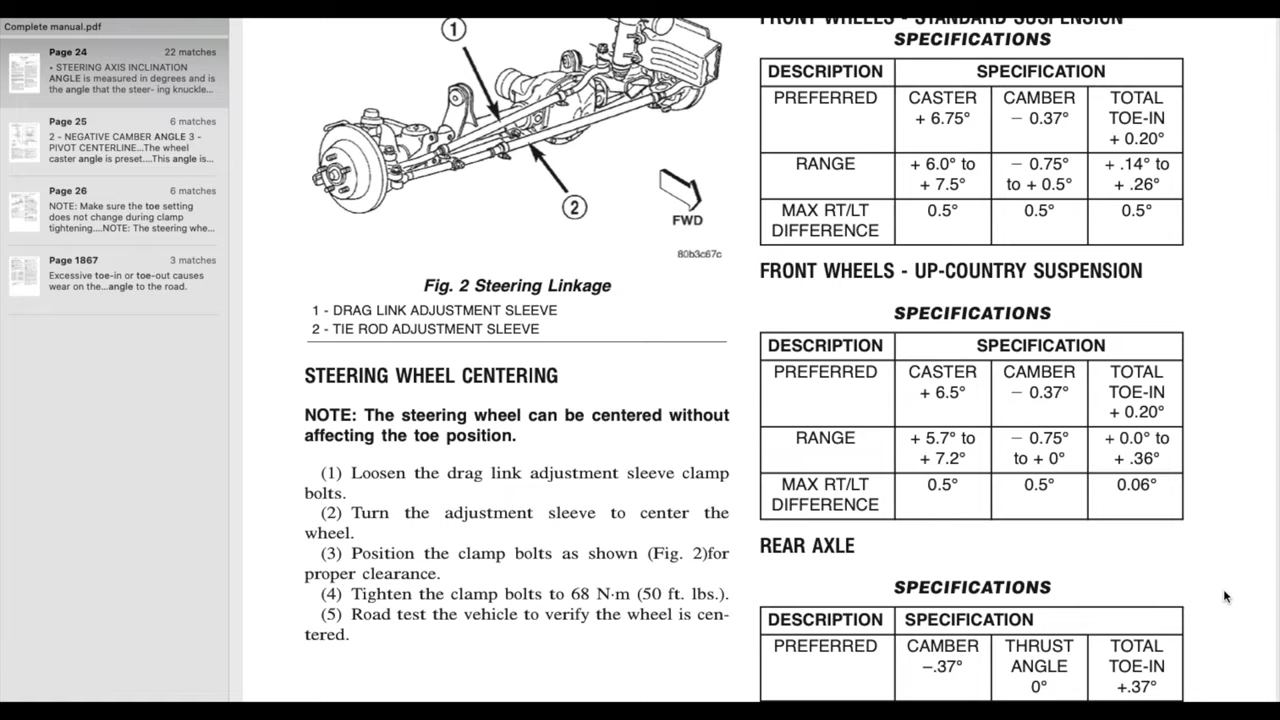 Complete manual.pdf
Page 24 22 matches
• STEERING AXIS INCLINATION
ANGLE is measured in degrees and is
the angle that the steer- ing knuckle...
Page 25 6 matches
2 - NEGATIVE CAMBER ANGLE 3 -
PIVOT CENTERLINE...The wheel
caster angle is preset....This angle is...
Page 26 6 matches
NOTE: Make sure the toe setting
does not change during clamp
tightening....NOTE: The steering whe...
Page 1867 3 matches
Excessive toe-in or toe-out causes
wear on the...angle to the road.
1
2
FWD
80b3c67c
Fig. 2 Steering Linkage
1 - DRAG LINK ADJUSTMENT SLEEVE
2 - TIE ROD ADJUSTMENT SLEEVE
STEERING WHEEL CENTERING
NOTE: The steering wheel can be centered without
affecting the toe position.
(1) Loosen the drag link adjustment sleeve clamp
bolts.
(2) Turn the adjustment sleeve to center the
wheel.
(3) Position the clamp bolts as shown (Fig. 2)for
proper clearance.
(4) Tighten the clamp bolts to 68 N·m (50 ft. lbs.).
(5) Road test the vehicle to verify the wheel is cen-
tered.
FRONT WHEELS - STANDARD SUSPENSION
SPECIFICATIONS
DESCRIPTION SPECIFICATION
PREFERRED CASTER CAMBER TOTAL
+ 6.75° − 0.37° TOE-IN
+ 0.20°
RANGE + 6.0° to − 0.75° + .14° to
+ 7.5° to + 0.5° + .26°
MAX RT/LT 0.5° 0.5° 0.5°
DIFFERENCE
FRONT WHEELS - UP-COUNTRY SUSPENSION
SPECIFICATIONS
DESCRIPTION SPECIFICATION
PREFERRED CASTER CAMBER TOTAL
+ 6.5° − 0.37° TOE-IN
+ 0.20°
RANGE + 5.7° to − 0.75° + 0.0° to
+ 7.2° to + 0° + .36°
MAX RT/LT 0.5° 0.5° 0.06°
DIFFERENCE
REAR AXLE
SPECIFICATIONS
DESCRIPTION SPECIFICATION
PREFERRED CAMBER THRUST TOTAL
–.37° ANGLE TOE-IN
0° +.37°